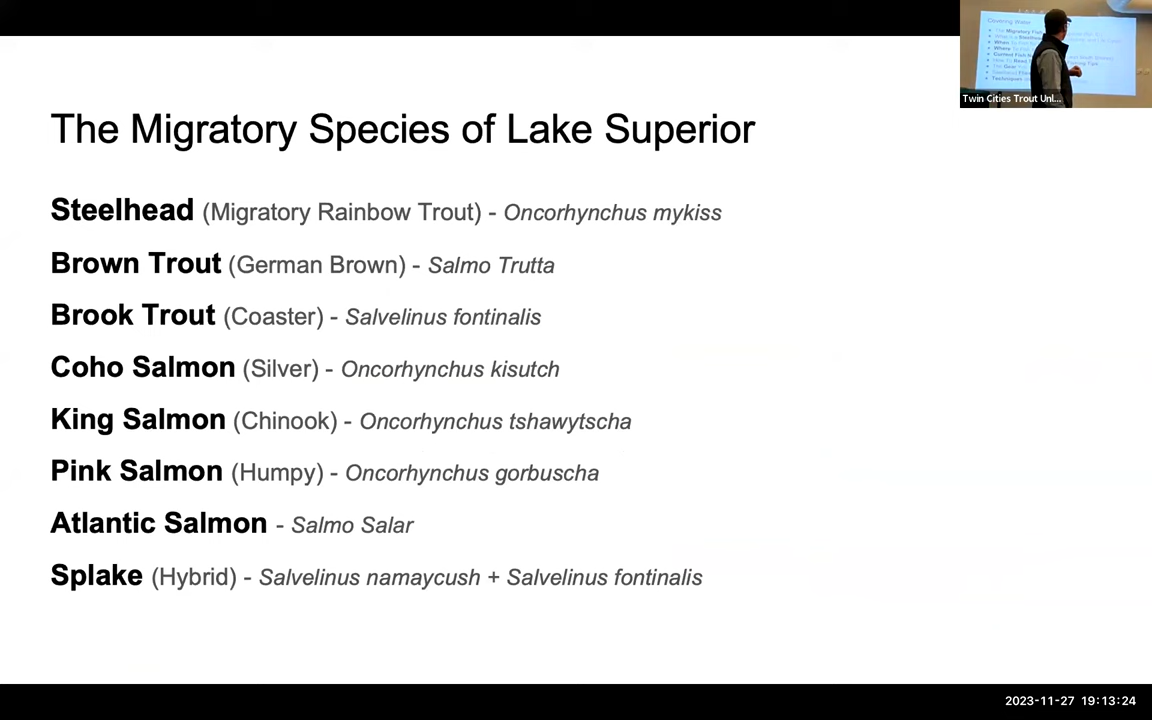 The Migratory Species of Lake Superior
Steelhead (Migratory Rainbow Trout) - Oncorhynchus mykiss
Brown Trout (German Brown) - Salmo Trutta
Brook Trout (Coaster) - Salvelinus fontinalis
Coho Salmon (Silver) - Oncorhynchus kisutch
King Salmon (Chinook) - Oncorhynchus tshawytscha
Pink Salmon (Humpy) - Oncorhynchus gorbuscha
Atlantic Salmon - Salmo Salar
Splake (Hybrid) - Salvelinus namaycush + Salvelinus fontinalis
Covering Water
Twin Cities Trout Unl...
2023-11-27 19:13:24